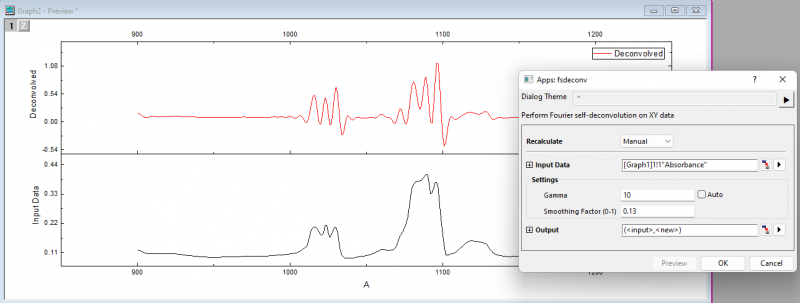 Graph2 - Preview *
1 2
900 1000 1100 1200
Deconvolved
1.08
0.54
0.00
-0.54
Deconvolved
0.44
0.33
0.22
0.11
Input Data
900 1000 1100 1200
A
Apps: fsdeconv ?
Dialog Theme *
Perform Fourier self-deconvolution on XY data
Recalculate Manual
Input Data [Graph1]1!1"Absorbance"
Settings
Gamma 10 Auto
Smoothing Factor (0-1) 0.13
Output (<input>,<new>)
Preview OK Cancel